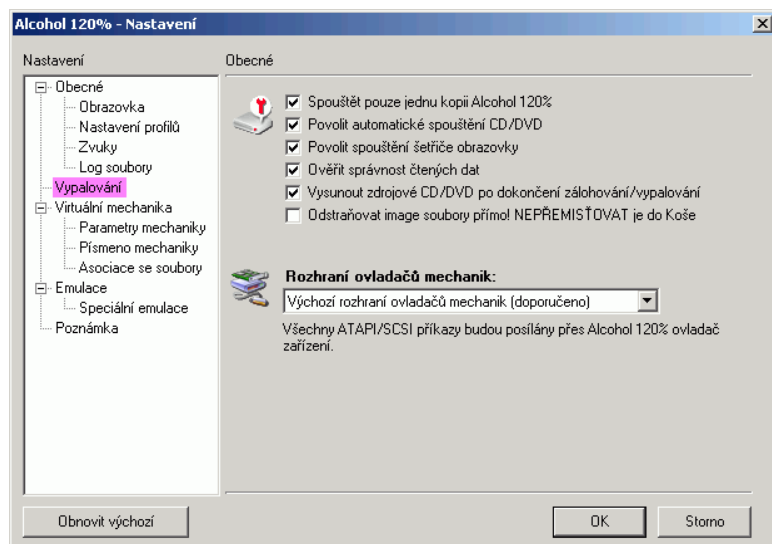 Alcohol 120% - Nastavení
Nastavení
Obecné
Obrazovka
Nastavení profilů
Zvuky
Log soubory
Vypalování
Virtuální mechanika
Parametry mechaniky
Písmeno mechaniky
Asociace se soubory
Emulace
Speciální emulace
Poznámka
Obecné
Spouštět pouze jednu kopii Alcohol 120%
Povolit automatické spouštění CD/DVD
Povolit spouštění šetřiče obrazovky
Ověřit správnost čtených dat
Vysunout zdrojové CD/DVD po dokončení zálohování/vypalování
Odstraňovat image soubory přímo! NEPŘEMISŤOVAT je do Koše
Rozhraní ovladačů mechanik:
Výchozí rozhraní ovladačů mechanik (doporučeno)
Všechny ATAPI/SCSI příkazy budou posílány přes Alcohol 120% ovladač
zařízení.
Obnovit výchozí
OK
Storno